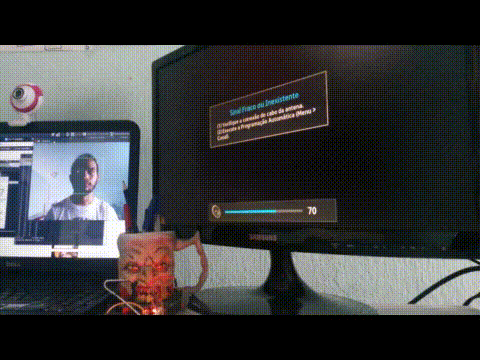 Sinal Fraco ou Inexistente
(1) Verifique a conexão do cabo da antena.
(2) Execute a Programação Automática (Menu >
Canal)
70
SAMSUNG